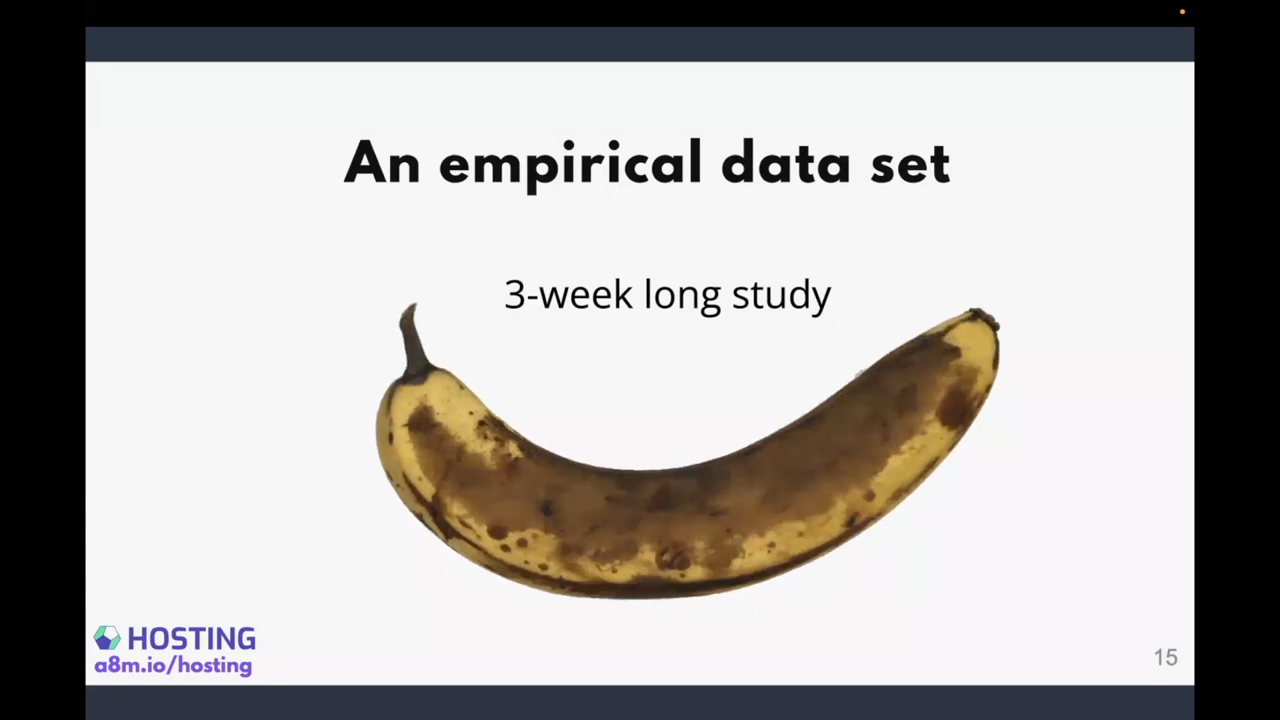 An empirical data set
3-week long study
HOSTING
a8m.io/hosting
15